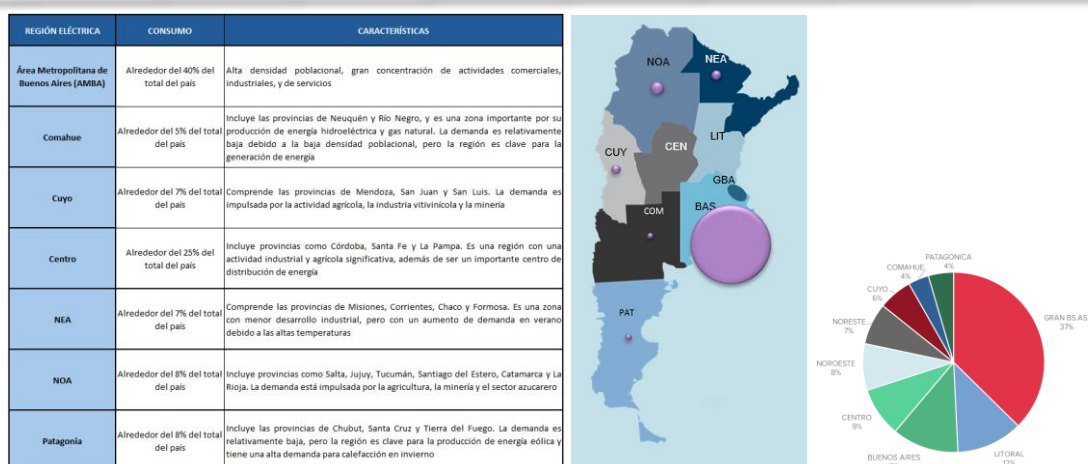 REGIÓN ELÉCTRICA
CONSUMO
CARACTERÍSTICAS
Área Metropolitana de
Buenos Aires (AMBA)
Alrededor del 40% del
total del país
Alta densidad poblacional, gran concentración de actividades comerciales,
industriales, y de servicios
Comahue
Alrededor del 5% del total
del país
Incluye las provincias de Neuquén y Río Negro, y es una zona importante por su
producción de energía hidroeléctrica y gas natural. La demanda es relativamente
baja debido a la baja densidad poblacional, pero la región es clave para la
generación de energía
Cuyo
Alrededor del 7% del total
del país
Comprende las provincias de Mendoza, San Juan y San Luis. La demanda es
impulsada por la actividad agrícola, la industria vitivinícola y la minería
Centro
Alrededor del 25% del
total del país
Incluye provincias como Córdoba, Santa Fe y La Pampa. Es una región con una
actividad industrial y agrícola significativa, además de ser un importante centro de
distribución de energía
NEA
Alrededor del 7% del total
del país
Comprende las provincias de Misiones, Corrientes, Chaco y Formosa. Es una zona
con menor desarrollo industrial, pero con un aumento de demanda en verano
debido a las altas temperaturas
NOA
Alrededor del 8% del total
del país
Incluye provincias como Salta, Jujuy, Tucumán, Santiago del Estero, Catamarca y La
Rioja. La demanda está impulsada por la agricultura, la minería y el sector azucarero
Patagonia
Alrededor del 8% del total
del país
Incluye las provincias de Chubut, Santa Cruz y Tierra del Fuego. La demanda es
relativamente baja, pero la región es clave para la producción de energía eólica y
tiene una alta demanda para calefacción en invierno
NOA
NEA
LIT
CUY
CEN
GBA
BAS
COM
PAT
PATAGONICA
4%
COMAHUE
4%
CUYO
6%
NORESTE...
7%
NOROESTE
8%
CENTRO
9%
BUENOS AIRES
LITORAL
12%
GRAN BS.AS.
37%